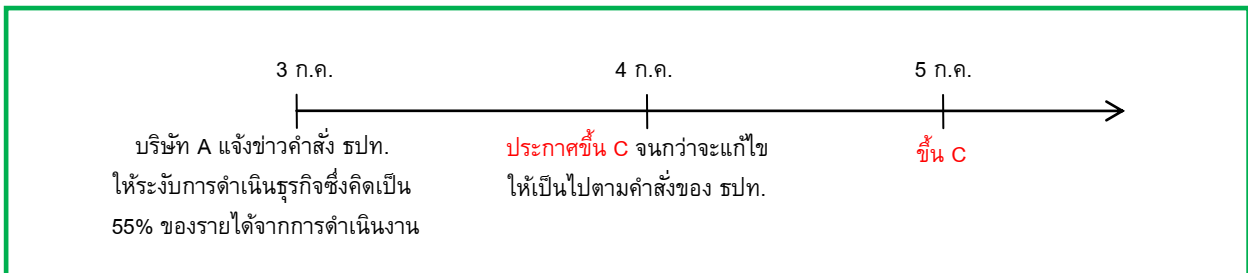 3 ก.ค.
4 ก.ค.
5 ก.ค.
บริษัท A แจ้งข่าวคำสั่ง ธปท.
ให้ระงับการดำเนินธุรกิจซึ่งคิดเป็น
55% ของรายได้จากการดำเนินงาน
ประกาศขึ้น C จนกว่าจะแก้ไข
ให้เป็นไปตามคำสั่งของ ธปท.
ขึ้น C